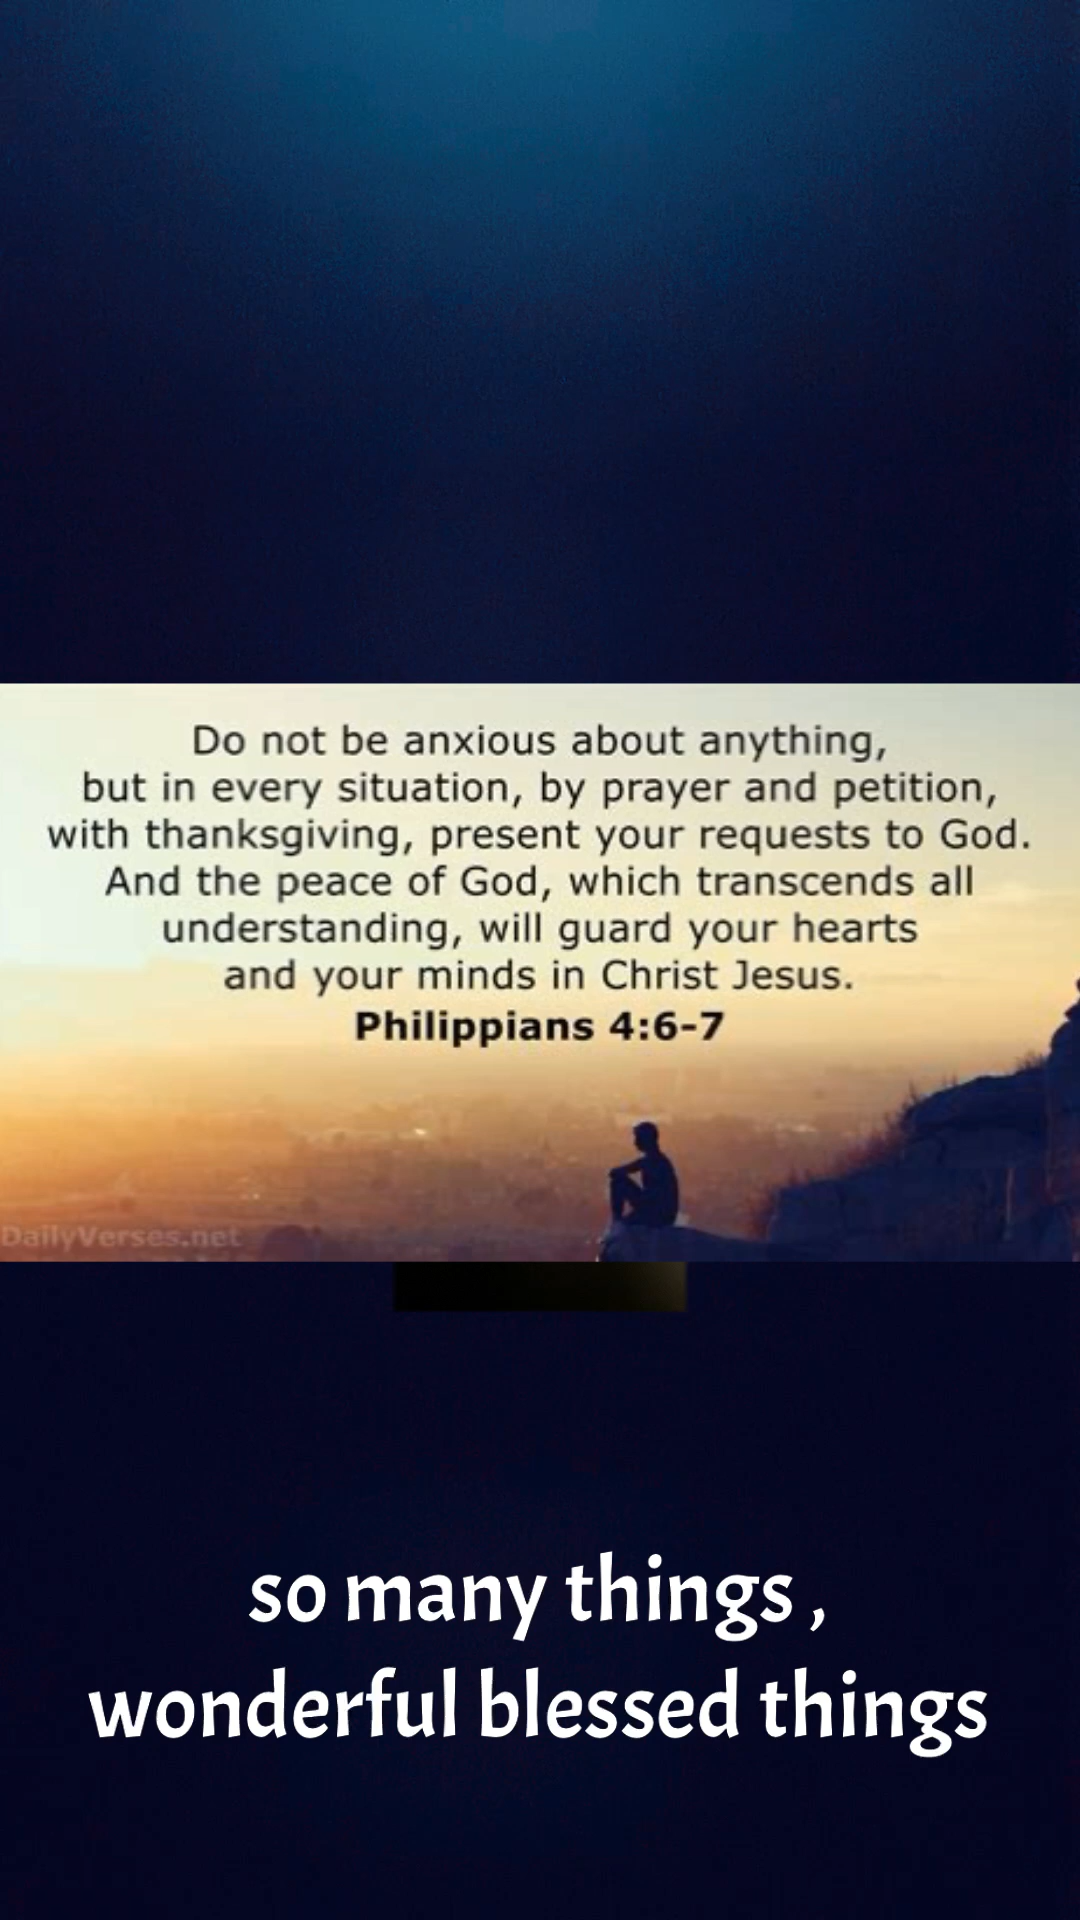 Do not be anxious about anything,
but in every situation, by prayer and petition,
with thanksgiving, present your requests to God.
And the peace of God, which transcends all
understanding, will guard your hearts
and your minds in Christ Jesus.
Philippians 4:6-7
DailyVerses.net
so many things ,
wonderful blessed things